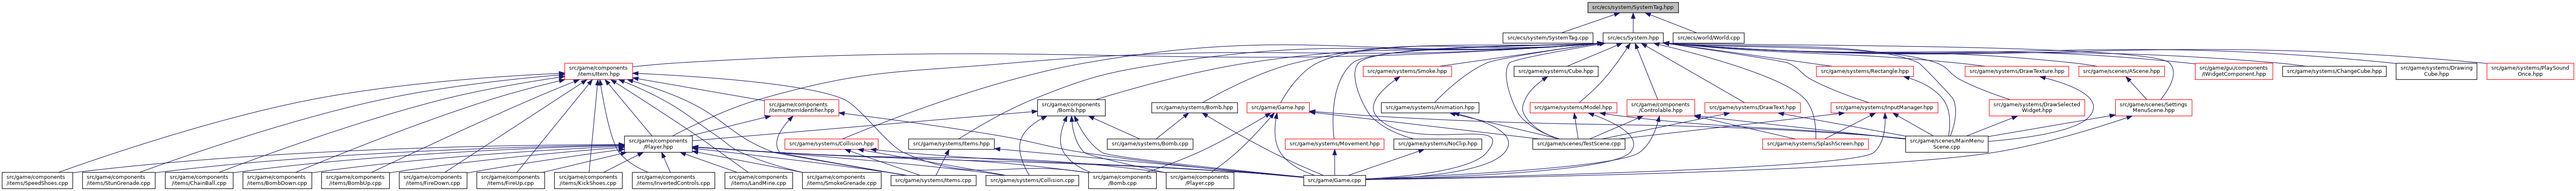 src/ecs/system/SystemTag.hpp
src/ecs/system/SystemTag.cpp
src/ecs/System.hpp
src/ecs/world/World.cpp
src/game/components
/items/Item.hpp
src/game/systems/Smoke.hpp
src/game/systems/Cube.hpp
src/game/systems/Rectangle.hpp
src/game/systems/DrawTexture.hpp
src/game/scenes/AScene.hpp
src/game/gui/components
/IWidgetComponent.hpp
src/game/systems/ChangeCube.hpp
src/game/systems/Drawing
Cube.hpp
src/game/systems/PlaySound
Once.hpp
src/game/components
/items/ItemIdentifier.hpp
src/game/components
/Bomb.hpp
src/game/systems/Bomb.hpp
src/game/Game.hpp
src/game/systems/Animation.hpp
src/game/systems/Model.hpp
src/game/components
/Controlable.hpp
src/game/systems/DrawText.hpp
src/game/systems/InputManager.hpp
src/game/systems/DrawSelected
Widget.hpp
src/game/scenes/Settings
MenuScene.hpp
src/game/components
/Player.hpp
src/game/systems/Collision.hpp
src/game/systems/Items.hpp
src/game/systems/Bomb.cpp
src/game/systems/Movement.hpp
src/game/systems/NoClip.hpp
src/game/scenes/TestScene.cpp
src/game/systems/SplashScreen.hpp
src/game/scenes/MainMenu
Scene.cpp
src/game/components
/items/SpeedShoes.cpp
src/game/components
/items/StunGrenade.cpp
src/game/components
/items/ChainBall.cpp
src/game/components
/items/BombDown.cpp
src/game/components
/items/BombUp.cpp
src/game/components
/items/FireDown.cpp
src/game/components
/items/FireUp.cpp
src/game/components
/items/KickShoes.cpp
src/game/components
/items/InvertedControls.cpp
src/game/components
/items/LandMine.cpp
src/game/components
/items/SmokeGrenade.cpp
src/game/systems/Items.cpp
src/game/systems/Collision.cpp
src/game/components
/Bomb.cpp
src/game/components
/Player.cpp
src/game/Game.cpp